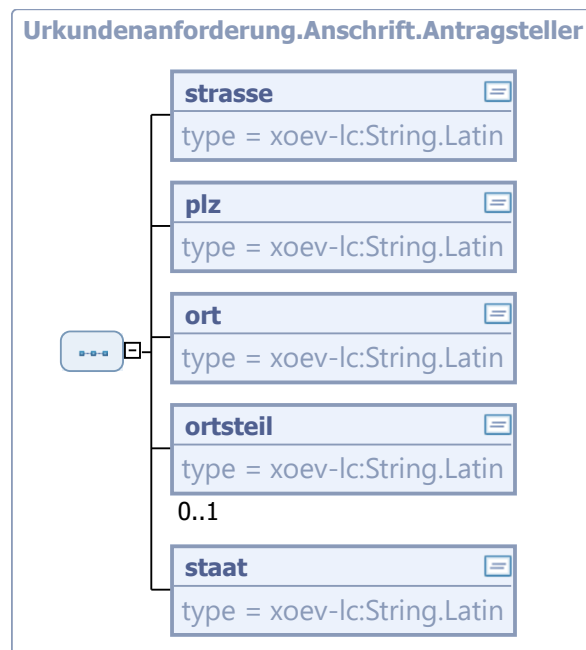 Urkundenanforderung.Anschrift.Antragsteller
strasse
type = xoev-lc:String.Latin
plz
type = xoev-lc:String.Latin
ort
type = xoev-lc:String.Latin
ortsteil
type = xoev-lc:String.Latin
0..1
staat
type = xoev-lc:String.Latin